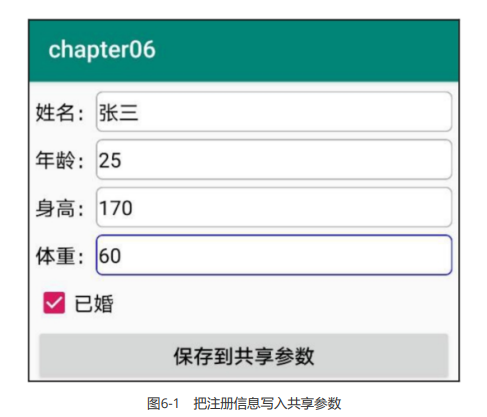 chapter06
姓名：张三
年龄：25
身高：170
体重：60
已婚
保存到共享参数
图6-1 把注册信息写入共享参数